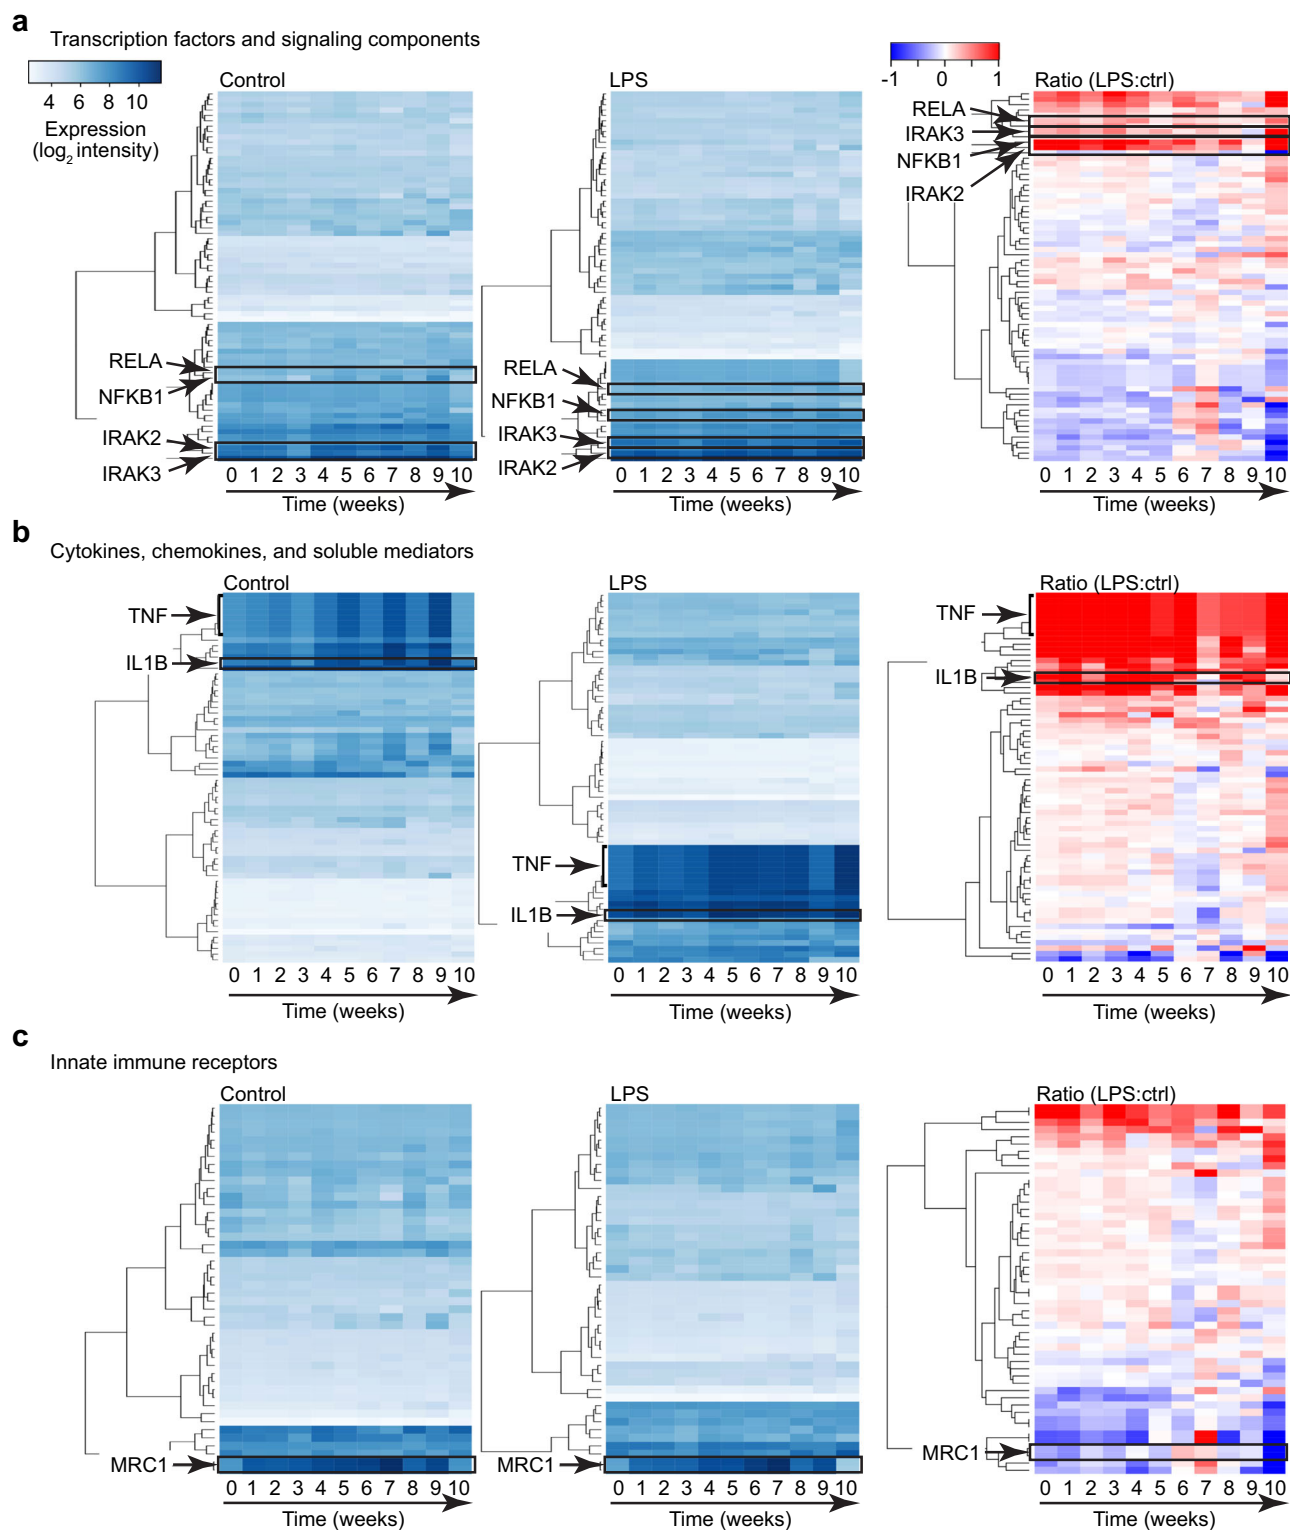 a
Transcription factors and signaling components
4 6 8 10
Expression
(log2 intensity)
Control
RELA
NFKB1
IRAK2
IRAK3
0 1 2 3 4 5 6 7 8 9 10
Time (weeks)
LPS
RELA
NFKB1
IRAK3
IRAK2
0 1 2 3 4 5 6 7 8 9 10
Time (weeks)
-1 0 1
Ratio (LPS:ctrl)
RELA
IRAK3
NFKB1
IRAK2
0 1 2 3 4 5 6 7 8 9 10
Time (weeks)
b
Cytokines, chemokines, and soluble mediators
Control
TNF
IL1B
0 1 2 3 4 5 6 7 8 9 10
Time (weeks)
LPS
TNF
IL1B
0 1 2 3 4 5 6 7 8 9 10
Time (weeks)
Ratio (LPS:ctrl)
TNF
IL1B
0 1 2 3 4 5 6 7 8 9 10
Time (weeks)
c
Innate immune receptors
Control
MRC1
0 1 2 3 4 5 6 7 8 9 10
Time (weeks)
LPS
MRC1
0 1 2 3 4 5 6 7 8 9 10
Time (weeks)
Ratio (LPS:ctrl)
MRC1
0 1 2 3 4 5 6 7 8 9 10
Time (weeks)